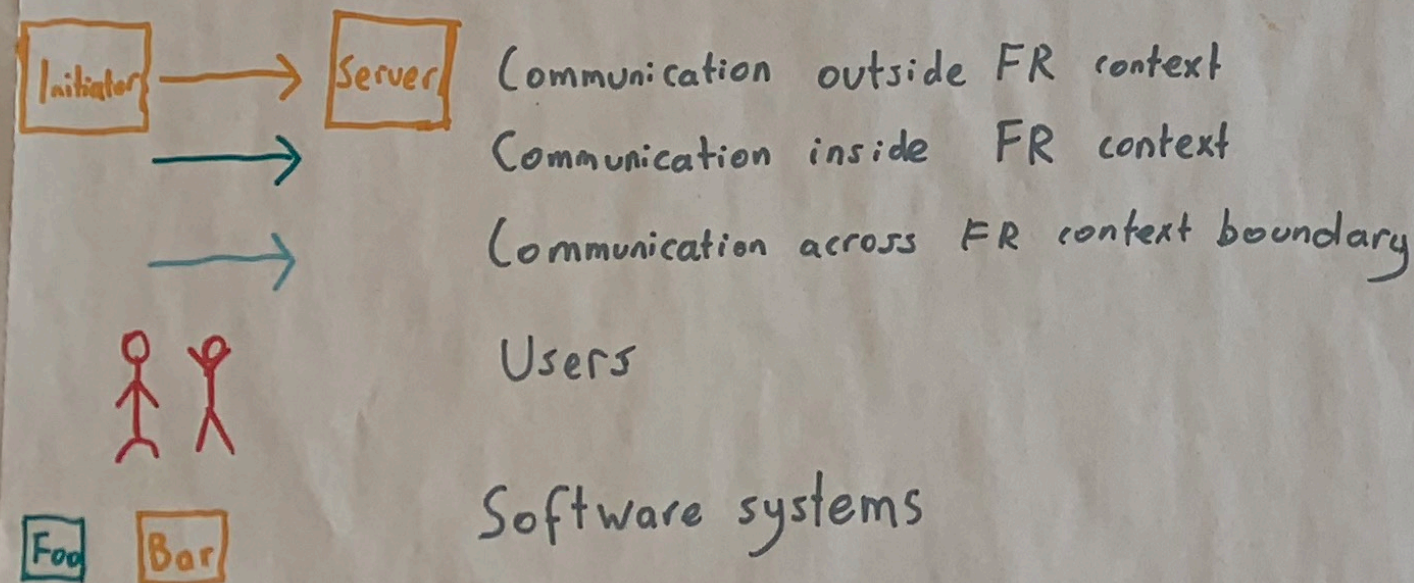 Initiator Server Communication outside FR context
Communication inside FR context
Communication across FR context boundary
Users
Software systems
Foo Bar